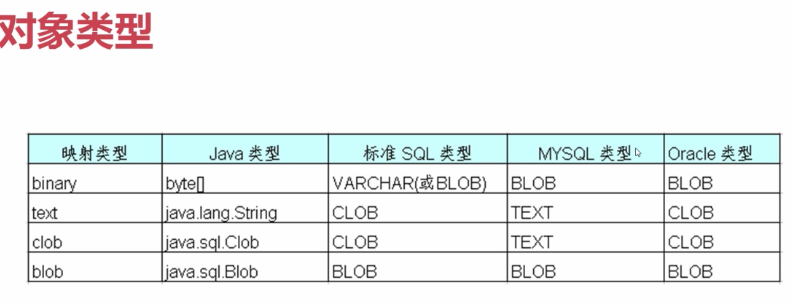 对象类型
映射类型 Java 类型 标准 SQL 类型 MYSQL 类型 Oracle 类型
binary byte[] VARCHAR(或BLOB) BLOB BLOB
text java.lang.String CLOB TEXT CLOB
clob java.sql.Clob CLOB TEXT CLOB
blob java.sql.Blob BLOB BLOB BLOB